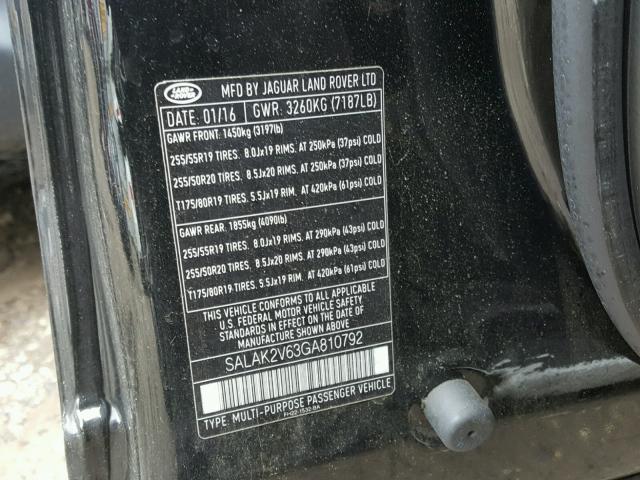 LAND ROVER
MFD BY JAGUAR LAND ROVER LTD
DATE: 01/16 GWR: 3260KG (7187LB)
GAWR FRONT: 1450kg (3197lb)
255/55R19 TIRES. 8.0Jx19 RIMS. AT 250kPa (37psi) COLD
255/50R20 TIRES. 8.5Jx20 RIMS. AT 250kPa (37psi) COLD
T175/80R19 TIRES. 5.5Jx19 RIM. AT 420kPa (61psi) COLD
GAWR REAR: 1855kg (4090lb)
255/55R19 TIRES. 8.0Jx19 RIMS. AT 290kPa (43psi) COLD
255/50R20 TIRES. 8.5Jx20 RIMS. AT 290kPa (43psi) COLD
T175/80R19 TIRES. 5.5Jx19 RIM. AT 420kPa (61psi) COLD
THIS VEHICLE CONFORMS TO ALL APPLICABLE
U.S. FEDERAL MOTOR VEHICLE SAFETY
STANDARDS IN EFFECT ON THE DATE
OF MANUFACTURE SHOWN ABOVE.
SALAK2V63GA810792
TYPE: MULTI-PURPOSE PASSENGER VEHICLE
FH22-1532-BA